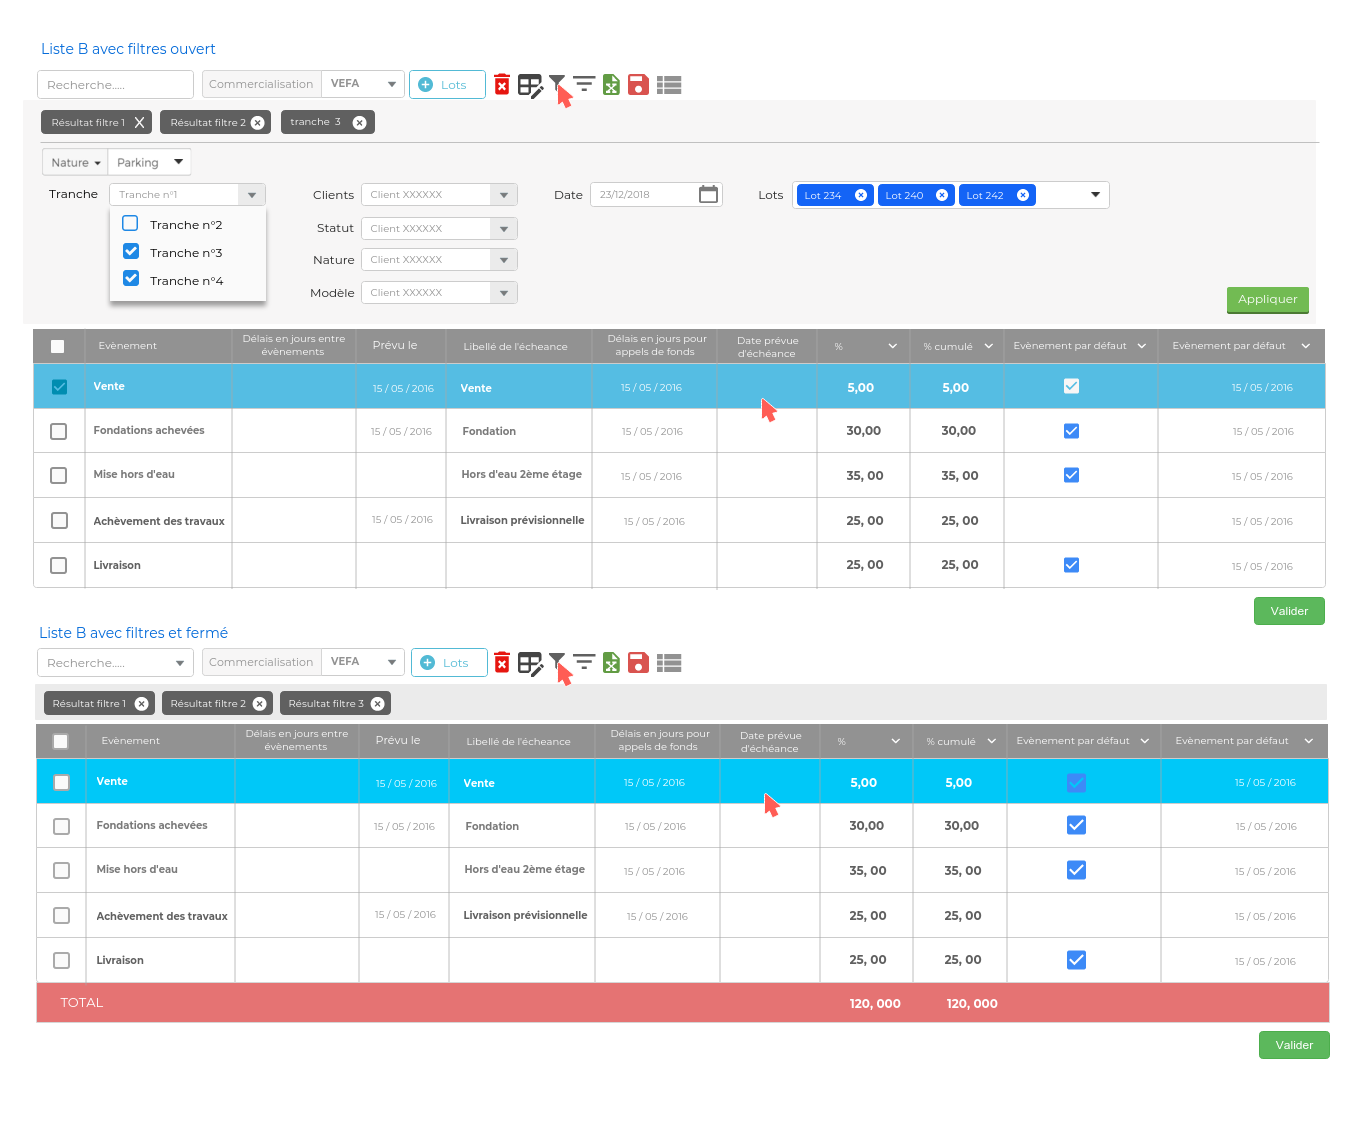 Liste B avec filtres ouvert
Recherche..... Commercialisation VEFA Lots
Résultat filtre 1 Résultat filtre 2 tranche 3
Nature Parking
Tranche Tranche n°1 Clients Client XXXXXX Date 23/12/2018 Lots Lot 234 Lot 240 Lot 242
Tranche n°2 Statut Client XXXXXX
Tranche n°3 Nature Client XXXXXX
Tranche n°4 Modèle Client XXXXXX
Appliquer
Evènement Délais en jours entre évènements Prévu le Libellé de l'écheance Délais en jours pour appels de fonds Date prévue d'échéance % % cumulé Evènement par défaut Evènement par défaut
Vente 15 / 05 / 2016 Vente 15 / 05 / 2016 5,00 5,00 15 / 05 / 2016
Fondations achevées 15 / 05 / 2016 Fondation 15 / 05 / 2016 30,00 30,00 15 / 05 / 2016
Mise hors d'eau Hors d'eau 2ème étage 15 / 05 / 2016 35, 00 35, 00 15 / 05 / 2016
Achèvement des travaux 15 / 05 / 2016 Livraison prévisionnelle 15 / 05 / 2016 25, 00 25, 00 15 / 05 / 2016
Livraison 25, 00 25, 00 15 / 05 / 2016
Valider
Liste B avec filtres et fermé
Recherche..... Commercialisation VEFA Lots
Résultat filtre 1 Résultat filtre 2 Résultat filtre 3
Evènement Délais en jours entre évènements Prévu le Libellé de l'écheance Délais en jours pour appels de fonds Date prévue d'échéance % % cumulé Evènement par défaut Evènement par défaut
Vente 15 / 05 / 2016 Vente 15 / 05 / 2016 5,00 5,00 15 / 05 / 2016
Fondations achevées 15 / 05 / 2016 Fondation 15 / 05 / 2016 30,00 30,00 15 / 05 / 2016
Mise hors d'eau Hors d'eau 2ème étage 15 / 05 / 2016 35, 00 35, 00 15 / 05 / 2016
Achèvement des travaux 15 / 05 / 2016 Livraison prévisionnelle 15 / 05 / 2016 25, 00 25, 00 15 / 05 / 2016
Livraison 25, 00 25, 00 15 / 05 / 2016
TOTAL 120, 000 120, 000
Valider